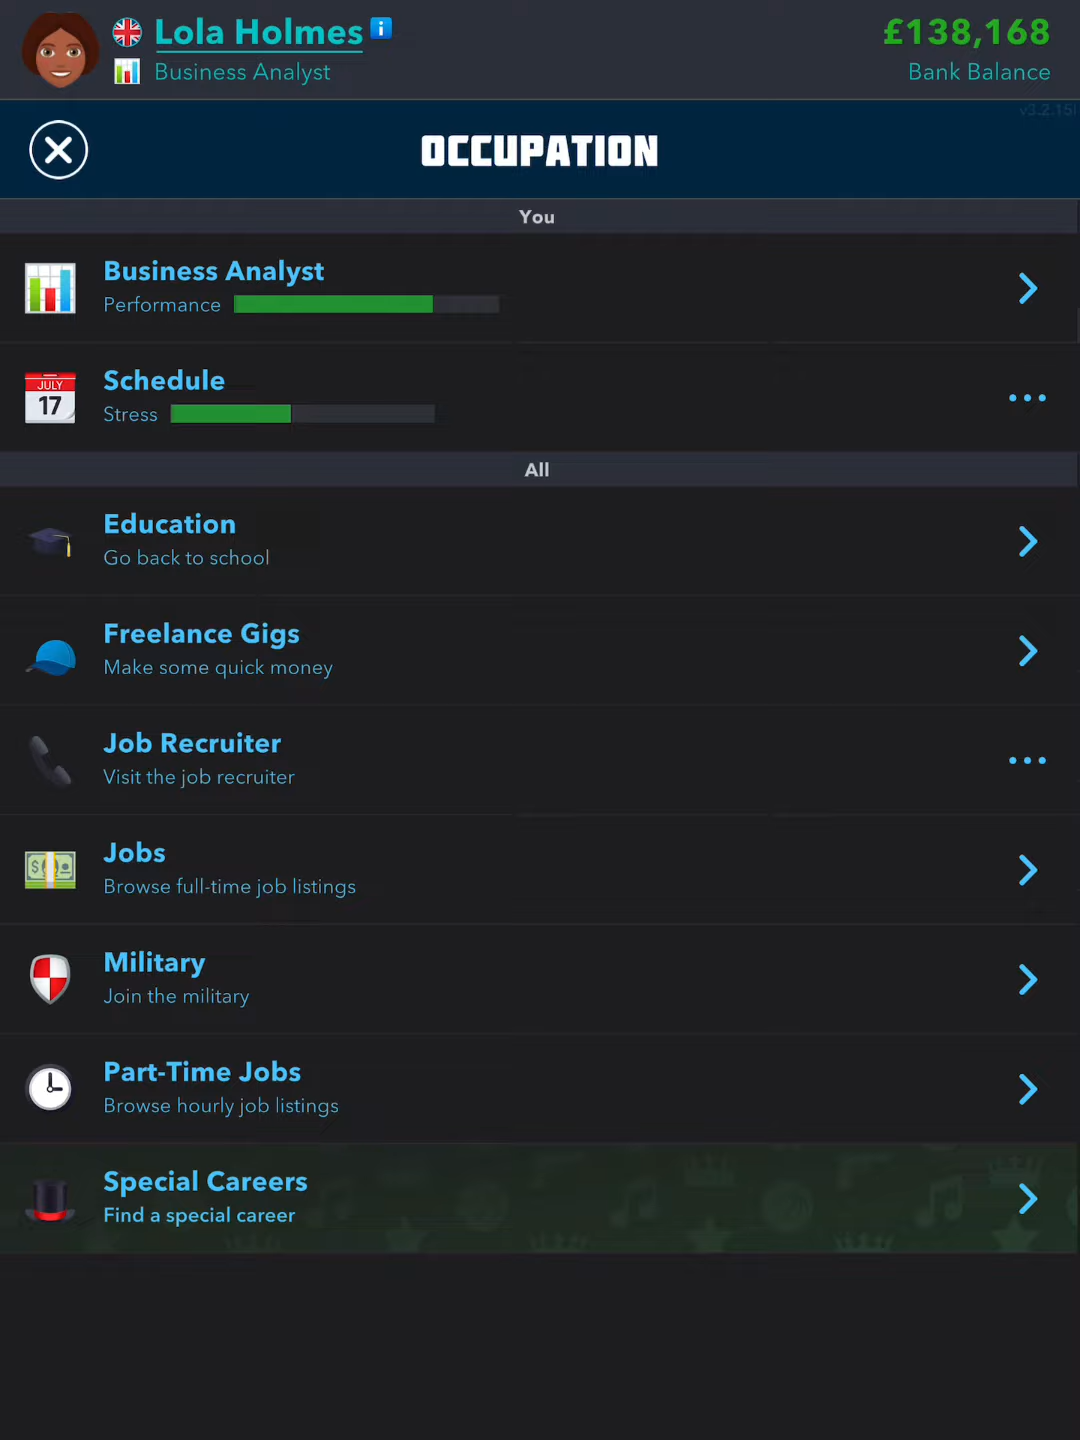 Lola Holmes
Business Analyst
£138,168
Bank Balance
v3.2.15
OCCUPATION
You
Business Analyst
Performance
JULY
17
Schedule
Stress
All
Education
Go back to school
Freelance Gigs
Make some quick money
Job Recruiter
Visit the job recruiter
Jobs
Browse full-time job listings
Military
Join the military
Part-Time Jobs
Browse hourly job listings
Special Careers
Find a special career